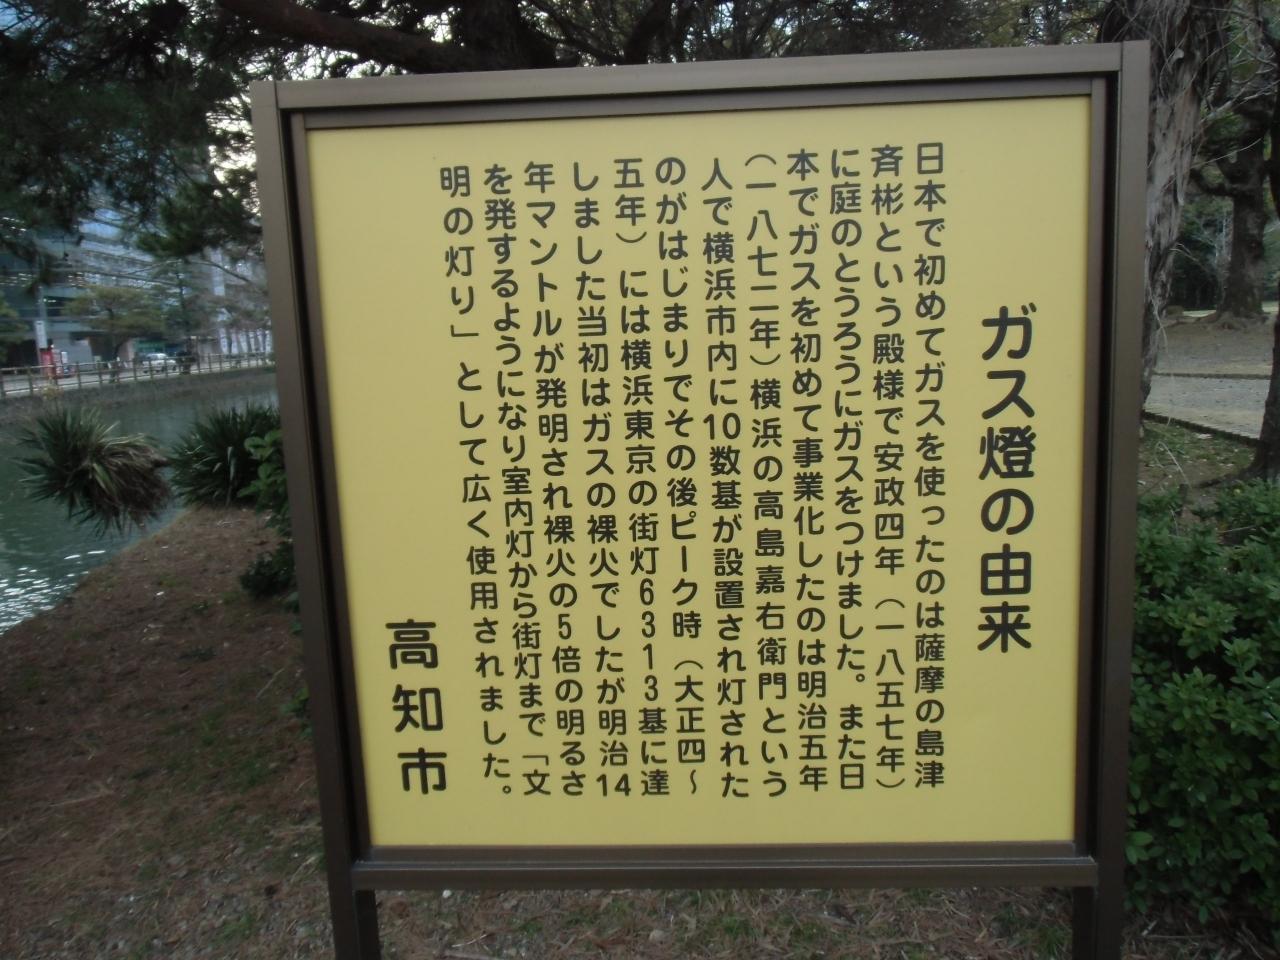 ガス燈の由来
日本で初めてガスを使ったのは薩摩の島津
斉彬という殿様で安政四年（一八五七年）
に庭のとうろうにガスをつけました。また日
本でガスを初めて事業化したのは明治五年
（一八七二年）横浜の高島嘉右衛門という
人で横浜市内に10数基が設置され灯された
のがはじまりでその後ピーク時（大正四～
五年）には横浜東京の街灯6313基に達
しました当初はガスの裸火でしたが明治14
年マントルが発明され裸火の5倍の明るさ
を発するようになり室内灯から街灯まで「文
明の灯り」として広く使用されました。
高知市